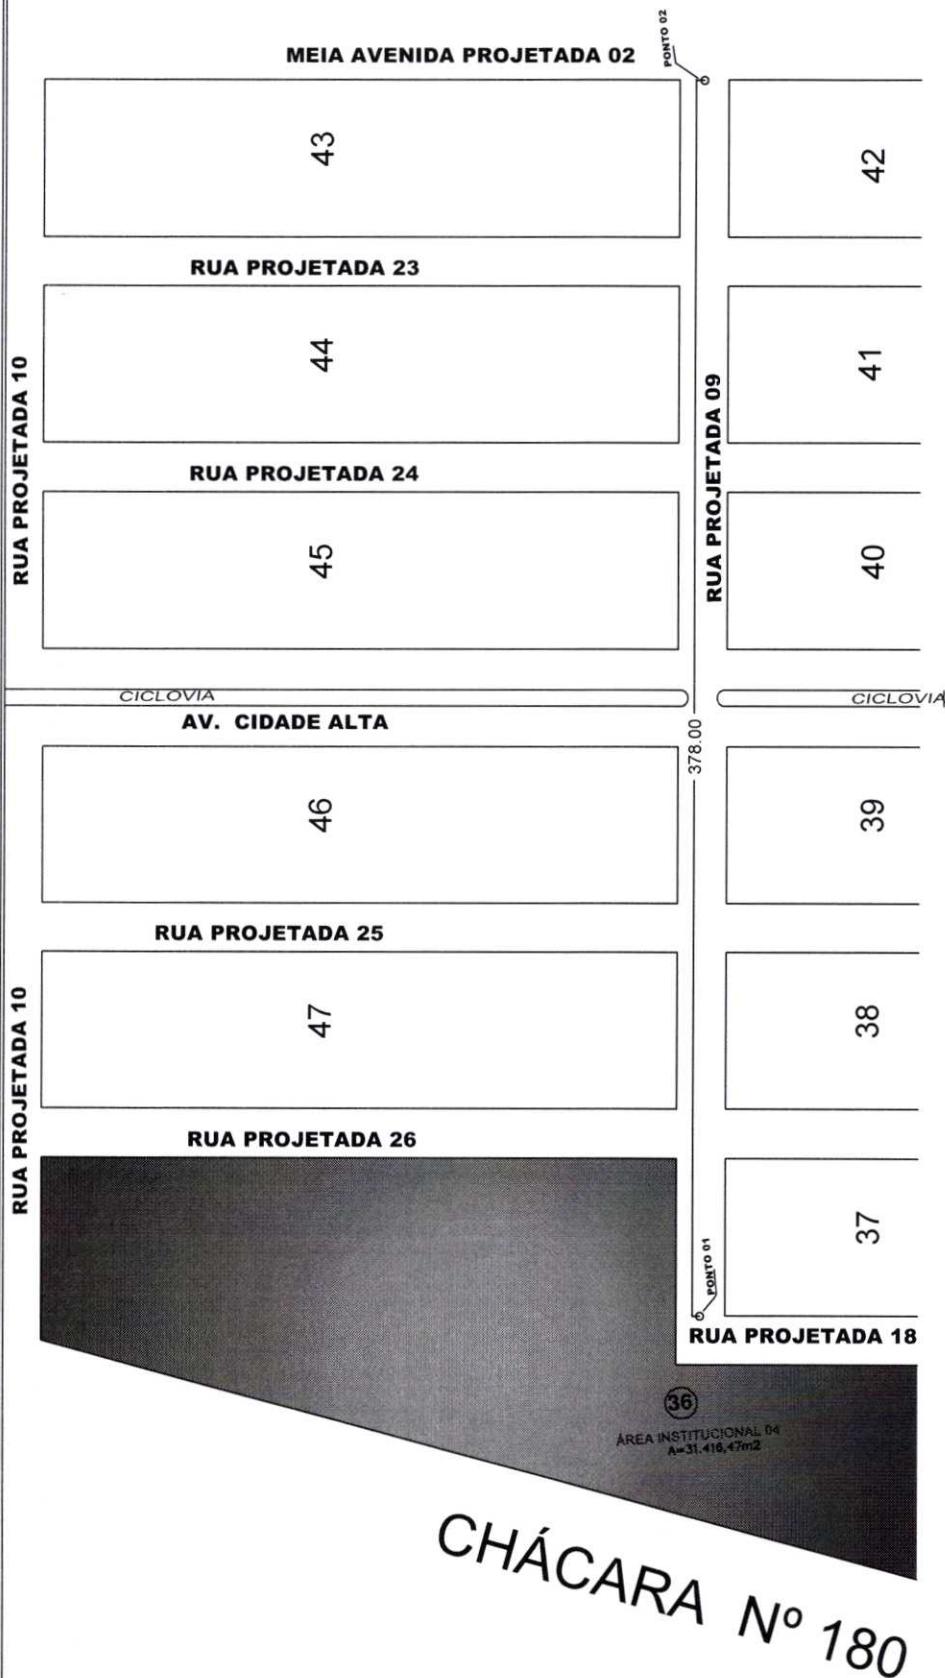 PONTO 02
MEIA AVENIDA PROJETADA 02
43
42
RUA PROJETADA 23
44
41
RUA PROJETADA 10
RUA PROJETADA 09
RUA PROJETADA 24
45
40
CICLOVIA
CICLOVIA
AV. CIDADE ALTA
378.00
46
39
RUA PROJETADA 25
47
38
RUA PROJETADA 10
RUA PROJETADA 26
37
PONTO 01
RUA PROJETADA 18
36
ÁREA INSTITUCIONAL 04
A=31.416,47m2
CHÁCARA Nº 180